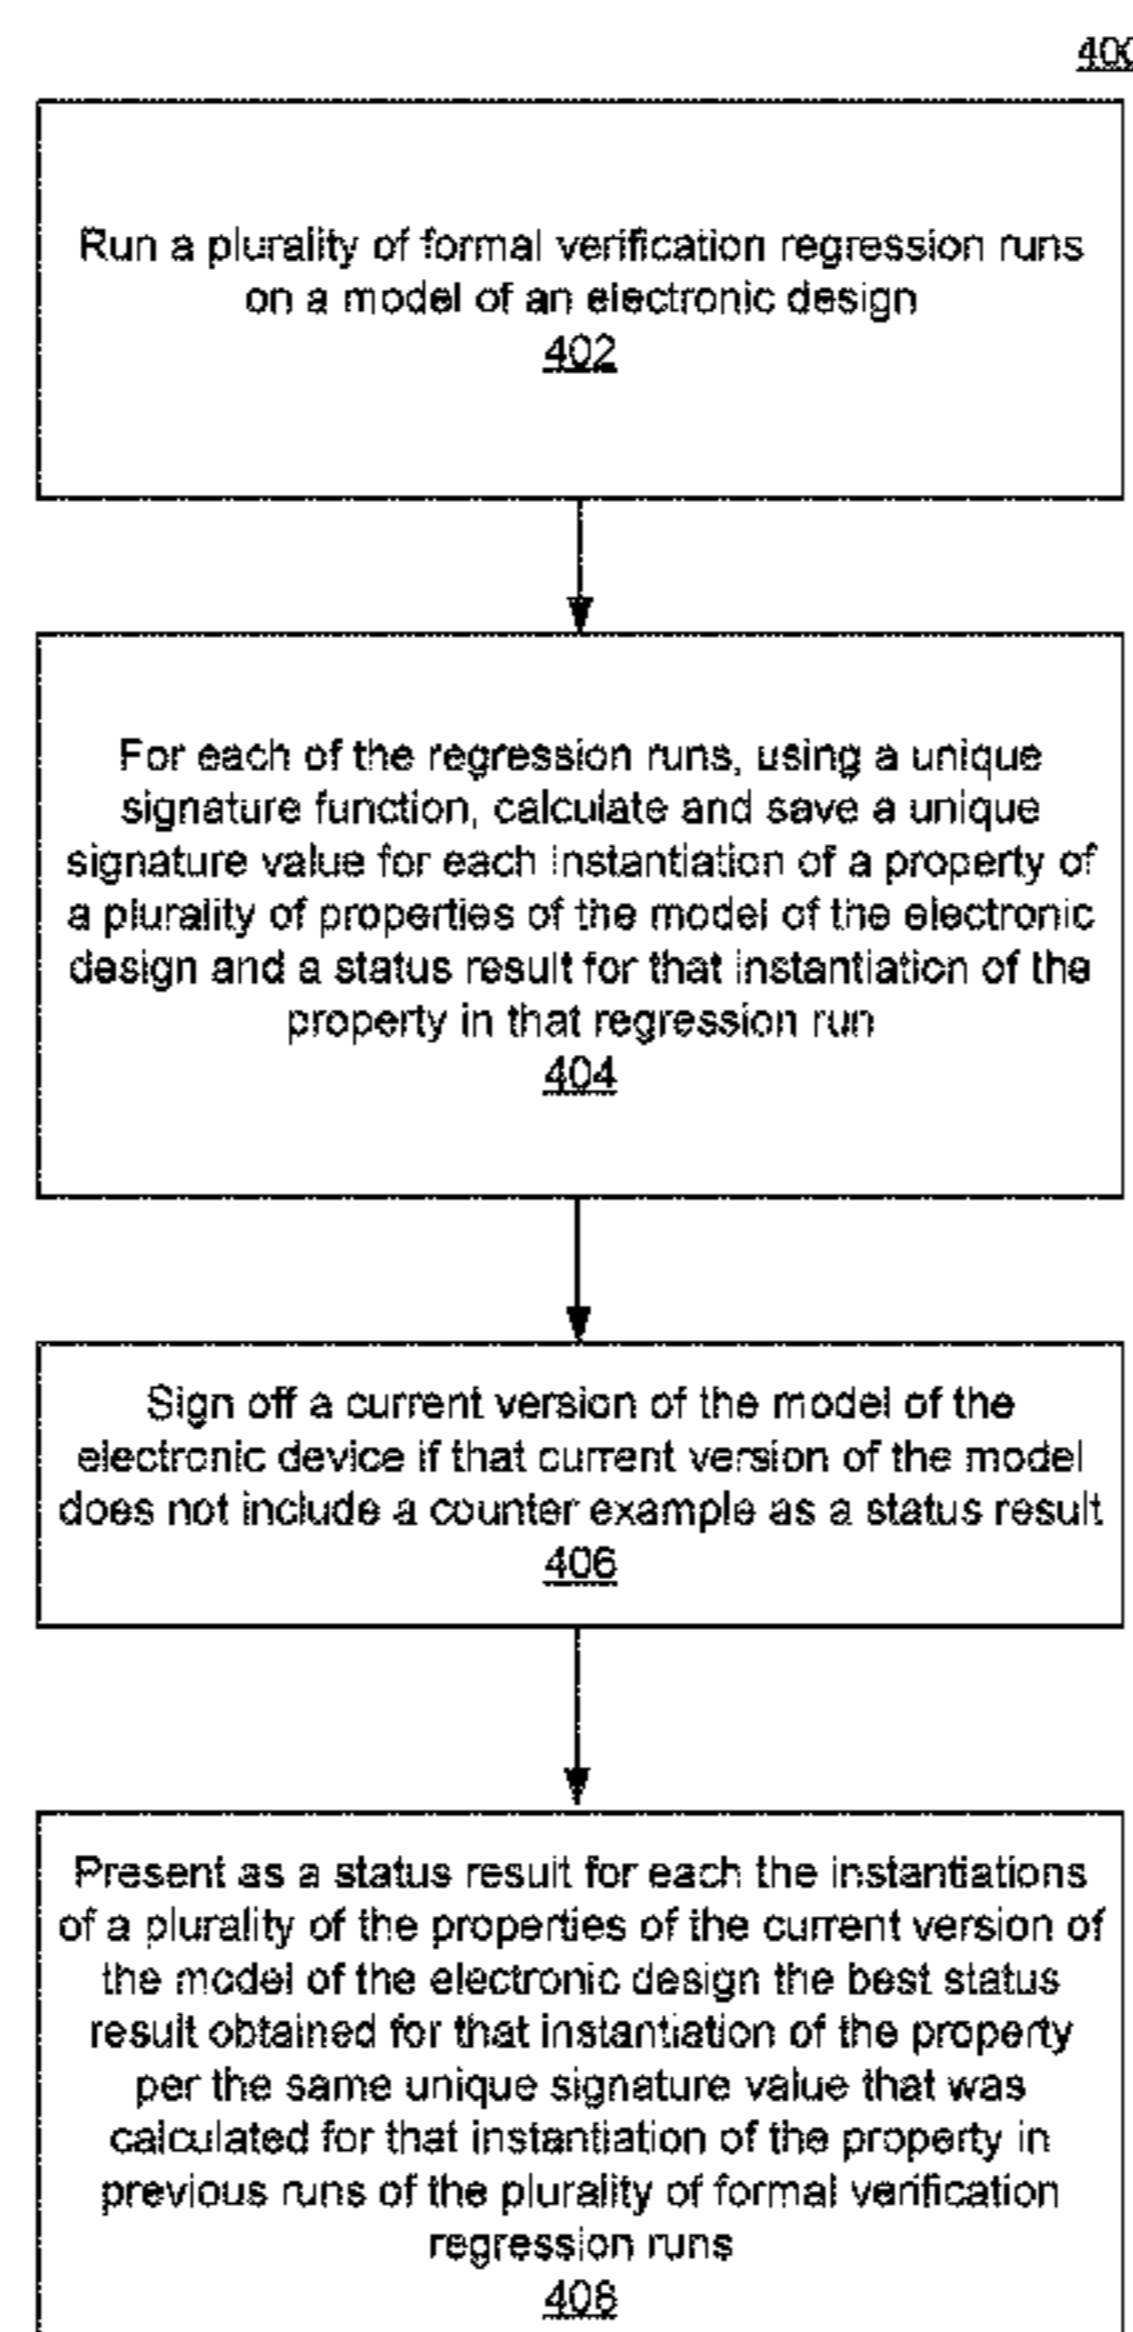 400
Run a plurality of formal verification regression runs
on a model of an electronic design
402
For each of the regression runs, using a unique
signature function, calculate and save a unique
signature value for each instantiation of a property of
a plurality of properties of the model of the electronic
design and a status result for that instantiation of the
property in that regression run
404
Sign off a current version of the model of the
electronic device if that current version of the model
does not include a counter example as a status result
406
Present as a status result for each the instantiations
of a plurality of the properties of the current version of
the model of the electronic design the best status
result obtained for that instantiation of the property
per the same unique signature value that was
calculated for that instantiation of the property in
previous runs of the plurality of formal verification
regression runs
408